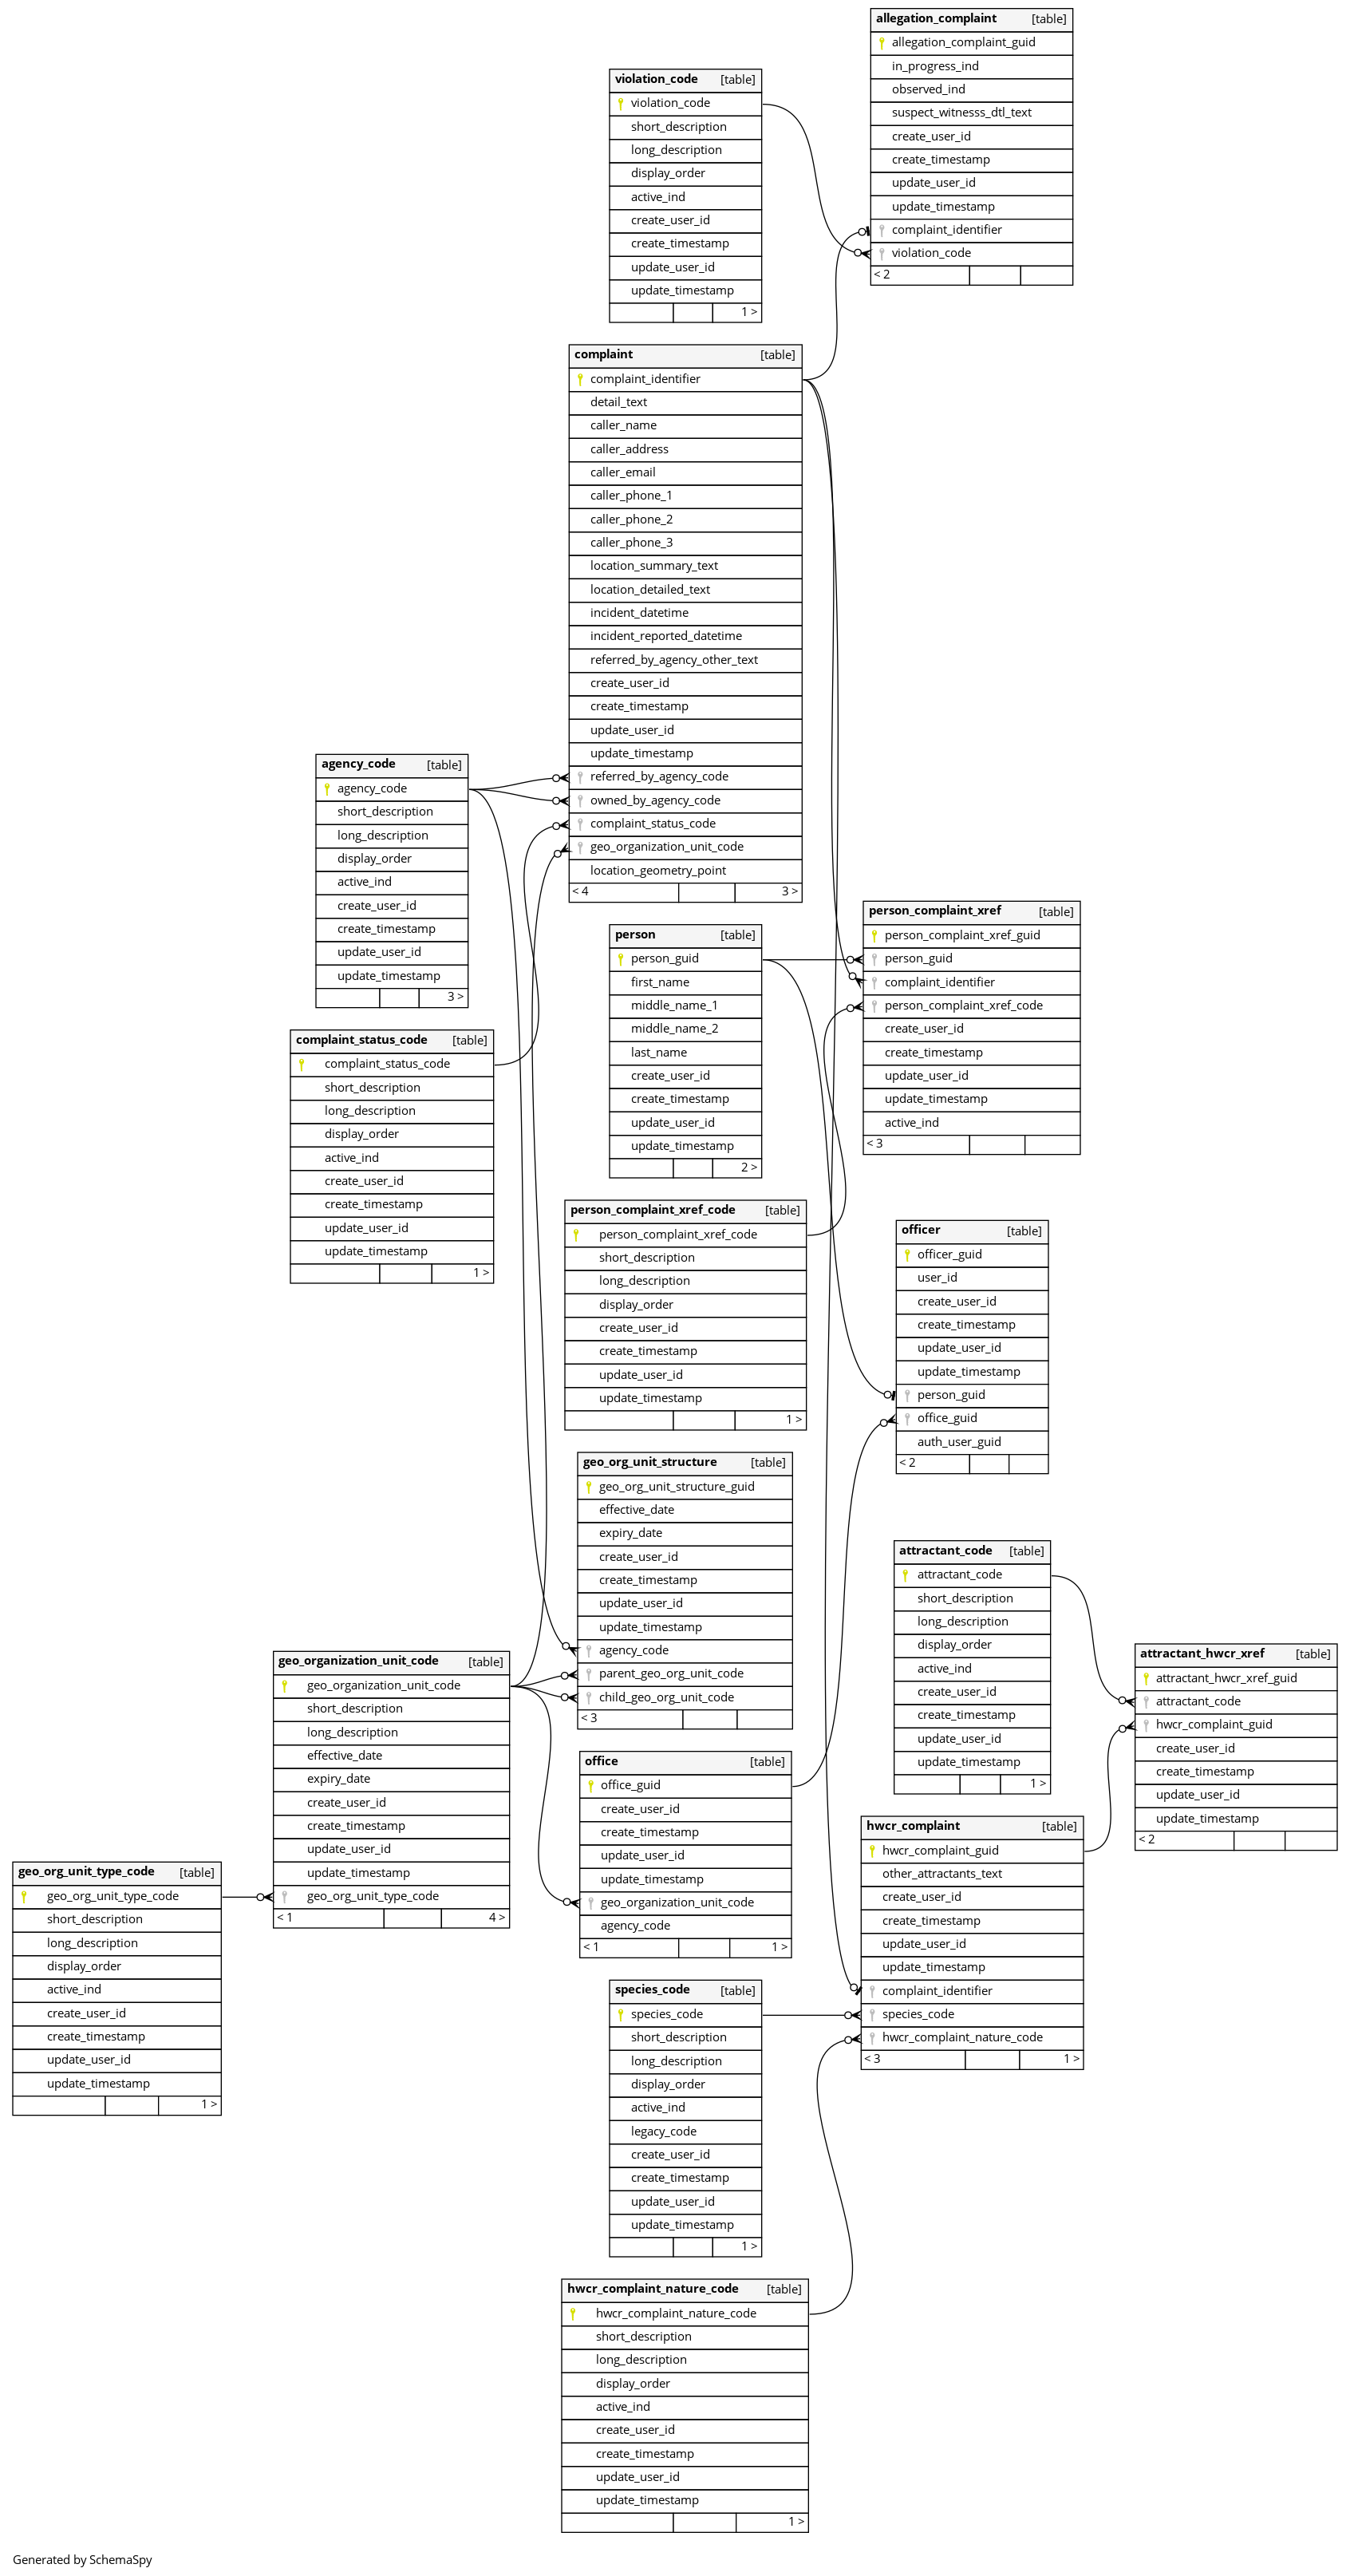 allegation_complaint [table]
allegation_complaint_guid
in_progress_ind
observed_ind
suspect_witnesss_dtl_text
create_user_id
create_timestamp
update_user_id
update_timestamp
complaint_identifier
violation_code
< 2
violation_code [table]
violation_code
short_description
long_description
display_order
active_ind
create_user_id
create_timestamp
update_user_id
update_timestamp
1 >
complaint [table]
complaint_identifier
detail_text
caller_name
caller_address
caller_email
caller_phone_1
caller_phone_2
caller_phone_3
location_summary_text
location_detailed_text
incident_datetime
incident_reported_datetime
referred_by_agency_other_text
create_user_id
create_timestamp
update_user_id
update_timestamp
referred_by_agency_code
owned_by_agency_code
complaint_status_code
geo_organization_unit_code
location_geometry_point
< 4 3 >
agency_code [table]
agency_code
short_description
long_description
display_order
active_ind
create_user_id
create_timestamp
update_user_id
update_timestamp
3 >
person_complaint_xref [table]
person_complaint_xref_guid
person_guid
complaint_identifier
person_complaint_xref_code
create_user_id
create_timestamp
update_user_id
update_timestamp
active_ind
< 3
person [table]
person_guid
first_name
middle_name_1
middle_name_2
last_name
create_user_id
create_timestamp
update_user_id
update_timestamp
2 >
complaint_status_code [table]
complaint_status_code
short_description
long_description
display_order
active_ind
create_user_id
create_timestamp
update_user_id
update_timestamp
1 >
person_complaint_xref_code [table]
person_complaint_xref_code
short_description
long_description
display_order
create_user_id
create_timestamp
update_user_id
update_timestamp
1 >
officer [table]
officer_guid
user_id
create_user_id
create_timestamp
update_user_id
update_timestamp
person_guid
office_guid
auth_user_guid
< 2
geo_org_unit_structure [table]
geo_org_unit_structure_guid
effective_date
expiry_date
create_user_id
create_timestamp
update_user_id
update_timestamp
agency_code
parent_geo_org_unit_code
child_geo_org_unit_code
< 3
attractant_code [table]
attractant_code
short_description
long_description
display_order
active_ind
create_user_id
create_timestamp
update_user_id
update_timestamp
1 >
attractant_hwcr_xref [table]
attractant_hwcr_xref_guid
attractant_code
hwcr_complaint_guid
create_user_id
create_timestamp
update_user_id
update_timestamp
< 2
geo_organization_unit_code [table]
geo_organization_unit_code
short_description
long_description
effective_date
expiry_date
create_user_id
create_timestamp
update_user_id
update_timestamp
geo_org_unit_type_code
< 1 4 >
office [table]
office_guid
create_user_id
create_timestamp
update_user_id
update_timestamp
geo_organization_unit_code
agency_code
< 1 1 >
hwcr_complaint [table]
hwcr_complaint_guid
other_attractants_text
create_user_id
create_timestamp
update_user_id
update_timestamp
complaint_identifier
species_code
hwcr_complaint_nature_code
< 3 1 >
geo_org_unit_type_code [table]
geo_org_unit_type_code
short_description
long_description
display_order
active_ind
create_user_id
create_timestamp
update_user_id
update_timestamp
1 >
species_code [table]
species_code
short_description
long_description
display_order
active_ind
legacy_code
create_user_id
create_timestamp
update_user_id
update_timestamp
1 >
hwcr_complaint_nature_code [table]
hwcr_complaint_nature_code
short_description
long_description
display_order
active_ind
create_user_id
create_timestamp
update_user_id
update_timestamp
1 >
Generated by SchemaSpy